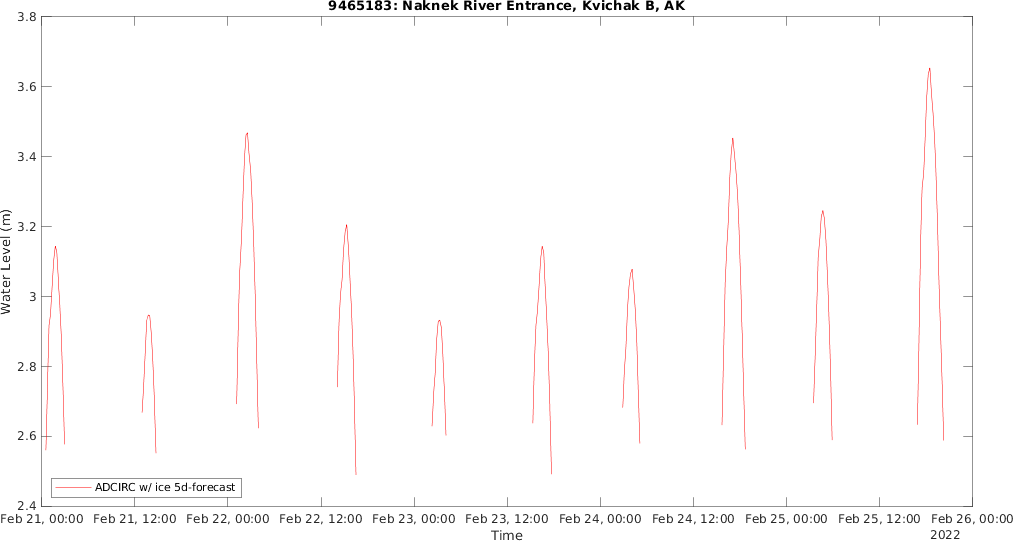 9465183: Naknek River Entrance, Kvichak B, AK
3.8
3.6
3.4
3.2
3
2.8
2.6
2.4
Water Level (m)
ADCIRC w/ ice 5d-forecast
Feb 21, 00:00 Feb 21, 12:00 Feb 22, 00:00 Feb 22, 12:00 Feb 23, 00:00 Feb 23, 12:00 Feb 24, 00:00 Feb 24, 12:00 Feb 25, 00:00 Feb 25, 12:00 Feb 26, 00:00
Time
2022